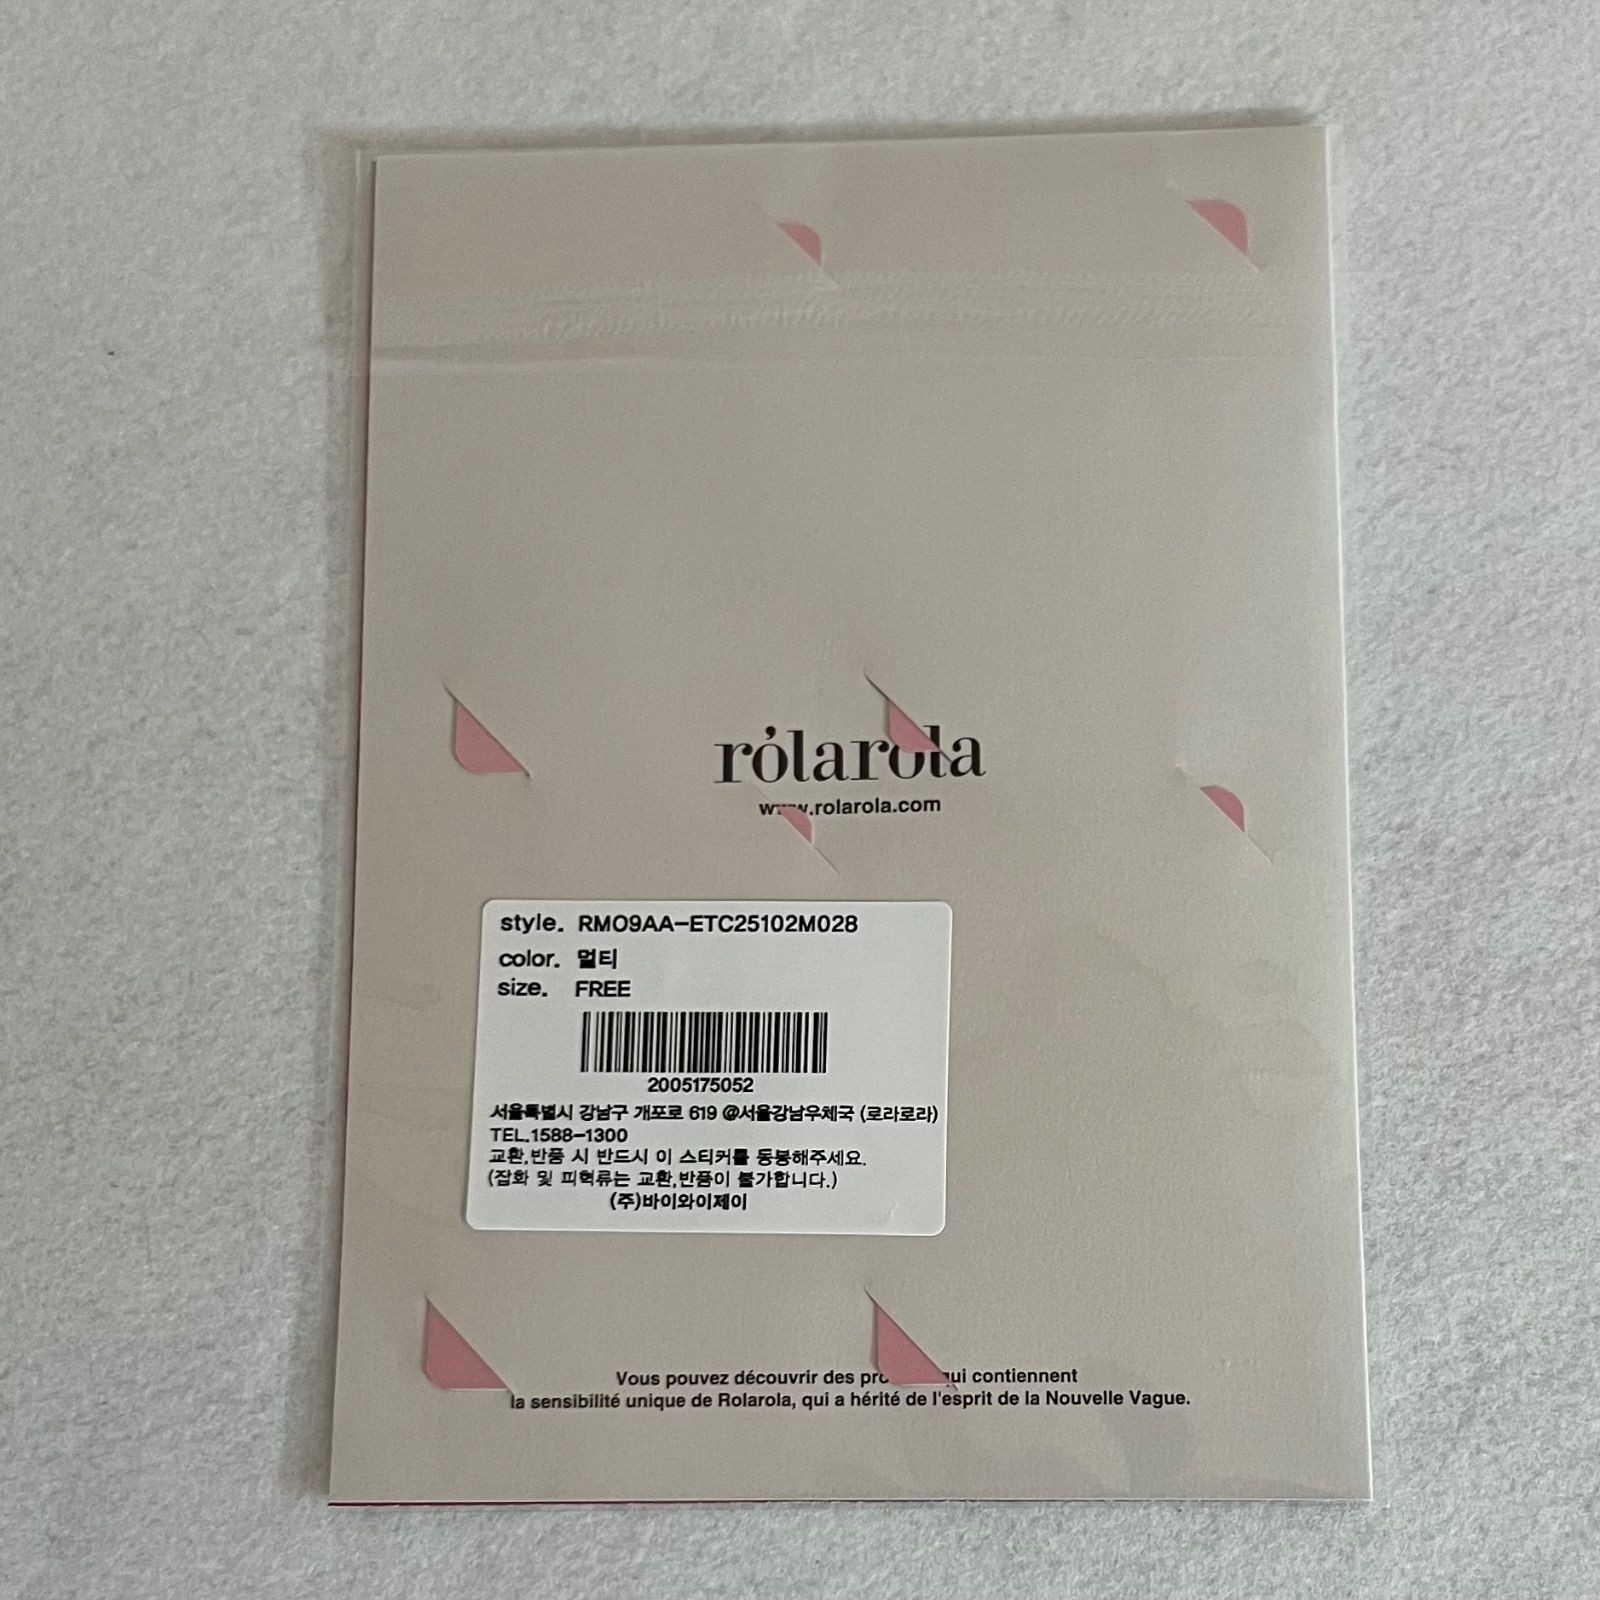 rólarola
www.rolarola.com
style. RMO9AA-ETC25102M028
color. 멀티
size. FREE
2005175052
서울특별시 강남구 개포로 619 @서울강남우체국 (로라로라)
TEL.1588-1300
교환,반품 시 반드시 이 스티커를 동봉해주세요.
(잡화 및 피혁류는 교환,반품이 불가합니다.)
(주)바이와이제이
Vous pouvez découvrir des qui contiennent
la sensibilité unique de Rolarola, qui a hérité de l'esprit de la Nouvelle Vague.